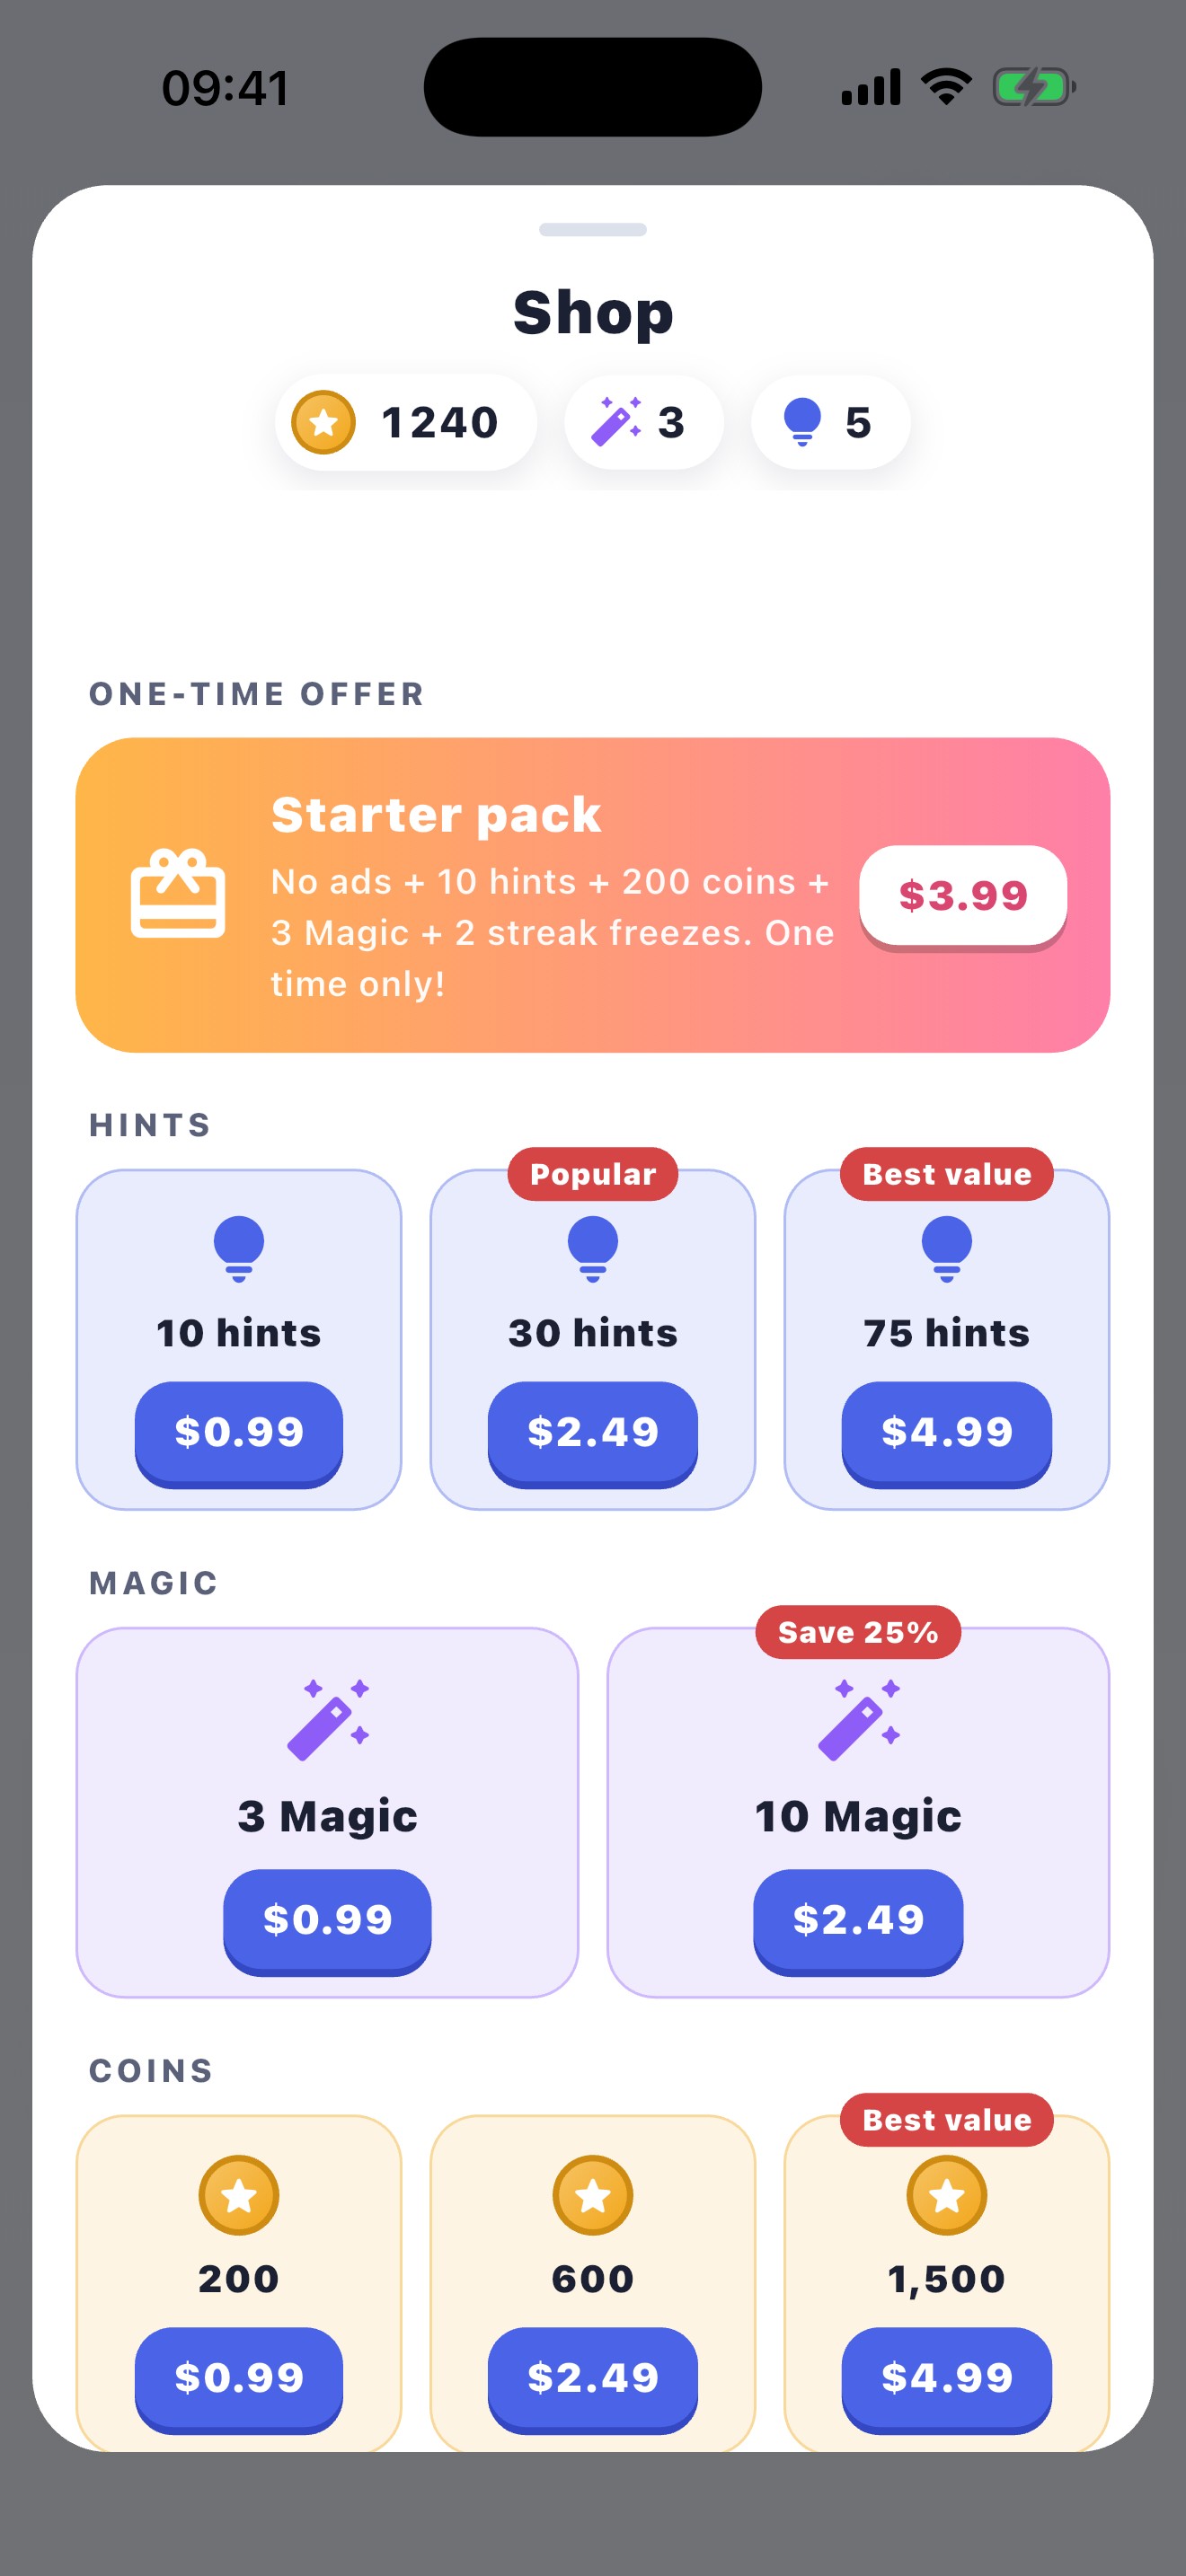 09:41
Shop
1240
3
5
ONE-TIME OFFER
Starter pack
No ads + 10 hints + 200 coins +
3 Magic + 2 streak freezes. One
time only!
$3.99
HINTS
Popular
Best value
10 hints
30 hints
75 hints
$0.99
$2.49
$4.99
MAGIC
Save 25%
3 Magic
10 Magic
$0.99
$2.49
COINS
Best value
200
600
1,500
$0.99
$2.49
$4.99